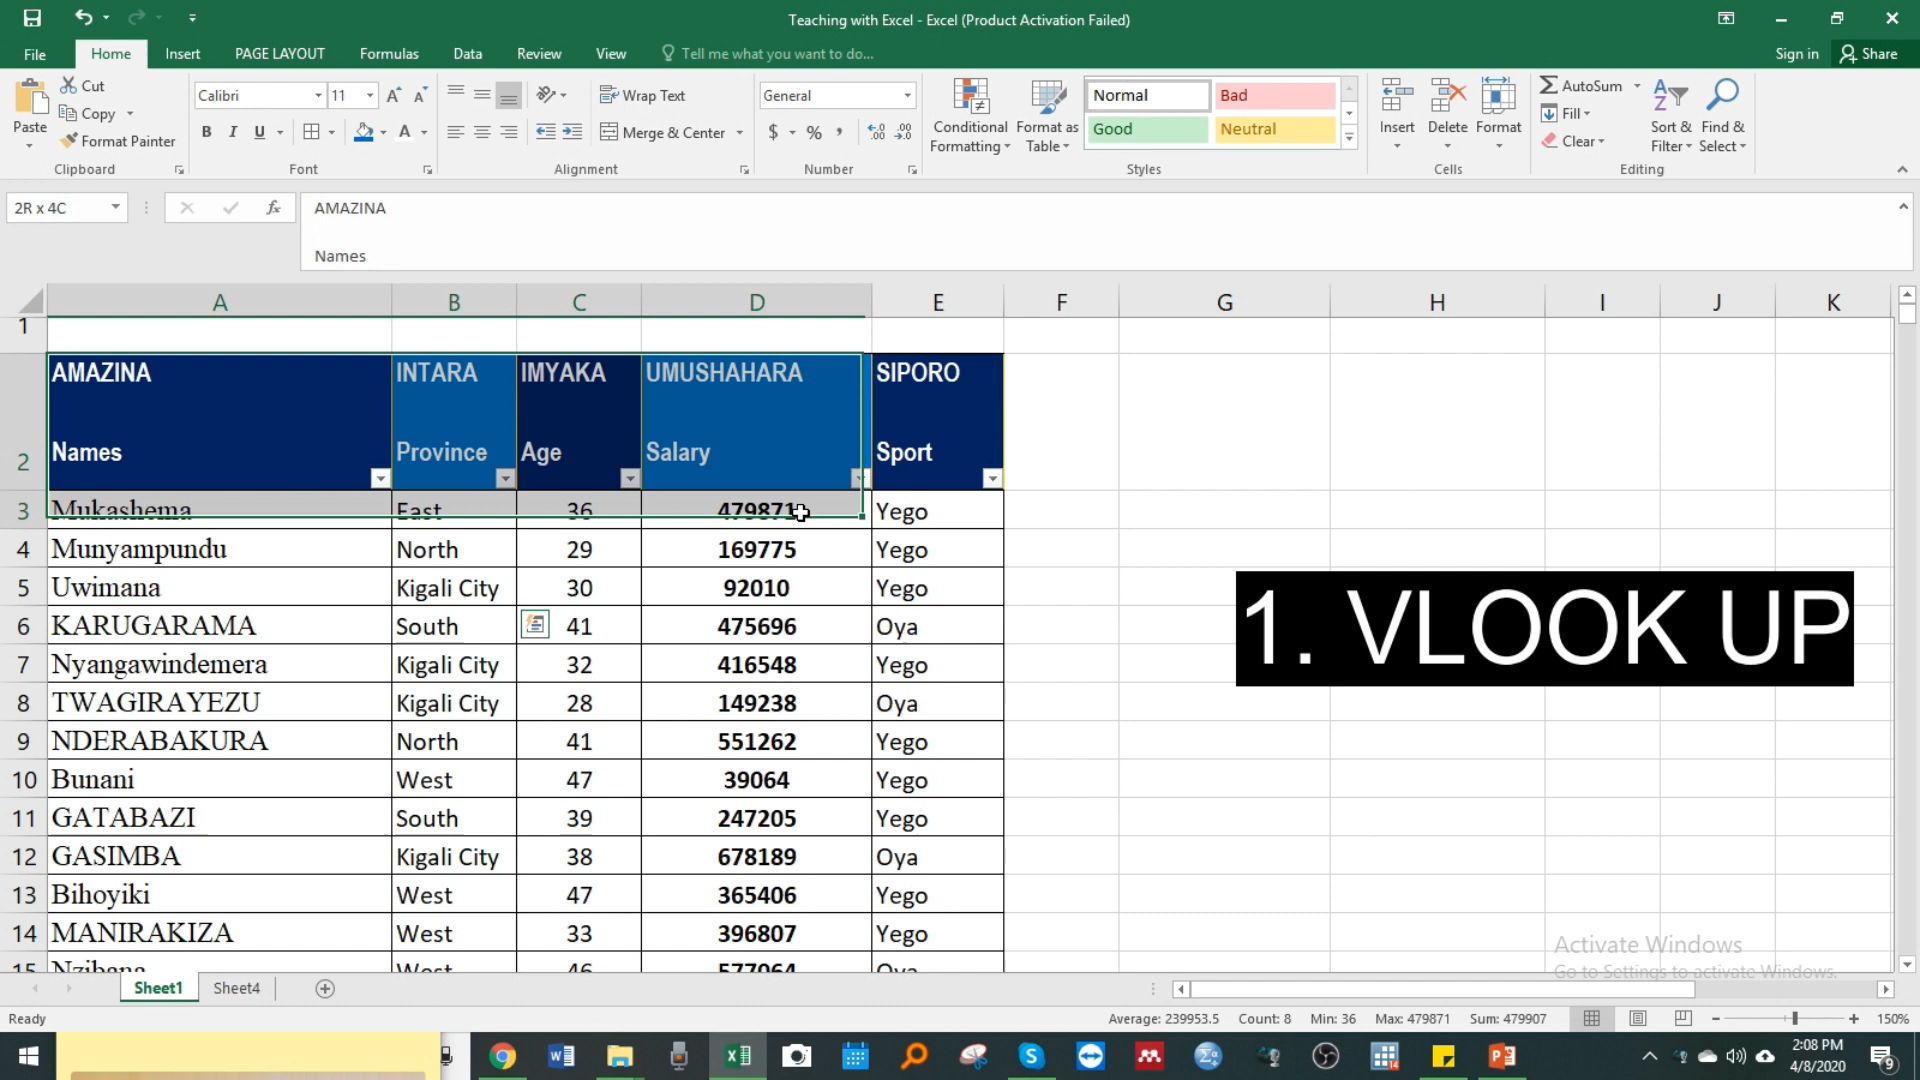 Teaching with Excel - Excel (Product Activation Failed)
File Home Insert PAGE LAYOUT Formulas Data Review View Tell me what you want to do... Sign in Share
Paste
Cut
Copy
Format Painter
Clipboard
Calibri 11
B I U
Font
Wrap Text
Merge & Center
Alignment
General
$ % ,
Number
Conditional Formatting
Format as Table
Normal Bad
Good Neutral
Styles
Insert Delete Format
Cells
AutoSum
Fill
Clear
Sort & Filter
Find & Select
Editing
2R x 4C fx AMAZINA
Names
A B C D E F G H I J K
1
2 AMAZINA INTARA IMYAKA UMUSHAHARA SIPORO
Names Province Age Salary Sport
3 Mukashema East 36 479871 Yego
4 Munyampundu North 29 169775 Yego
5 Uwimana Kigali City 30 92010 Yego
6 KARUGARAMA South 41 475696 Oya
7 Nyangawindemera Kigali City 32 416548 Yego
8 TWAGIRAYEZU Kigali City 28 149238 Oya
9 NDERABAKURA North 41 551262 Yego
10 Bunani West 47 39064 Yego
11 GATABAZI South 39 247205 Yego
12 GASIMBA Kigali City 38 678189 Oya
13 Bihoyiki West 47 365406 Yego
14 MANIRAKIZA West 33 396807 Yego
15 Nzibana West 46 577064 Oya
1. VLOOK UP
Activate Windows
Go to Settings to activate Windows.
Sheet1 Sheet4
Ready Average: 239953.5 Count: 8 Min: 36 Max: 479871 Sum: 479907 150%
2:08 PM
4/8/2020
9